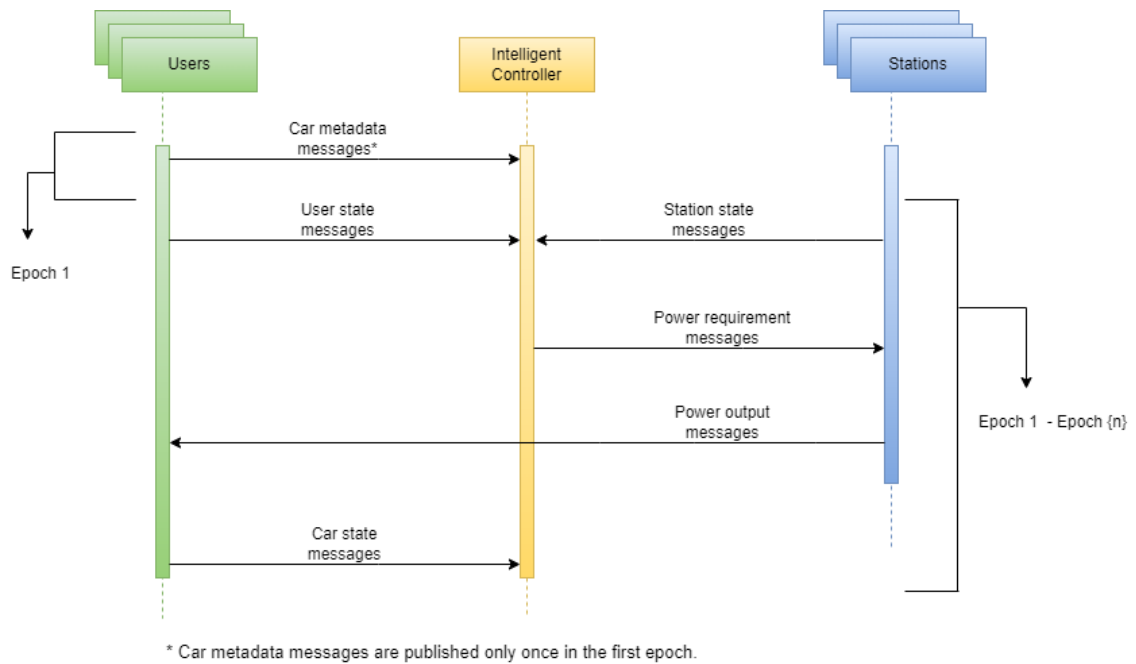 Users
Intelligent
Controller
Stations
Car metadata
messages*
User state
messages
Station state
messages
Epoch 1
Power requirement
messages
Power output
messages
Epoch 1 - Epoch {n}
Car state
messages
* Car metadata messages are published only once in the first epoch.